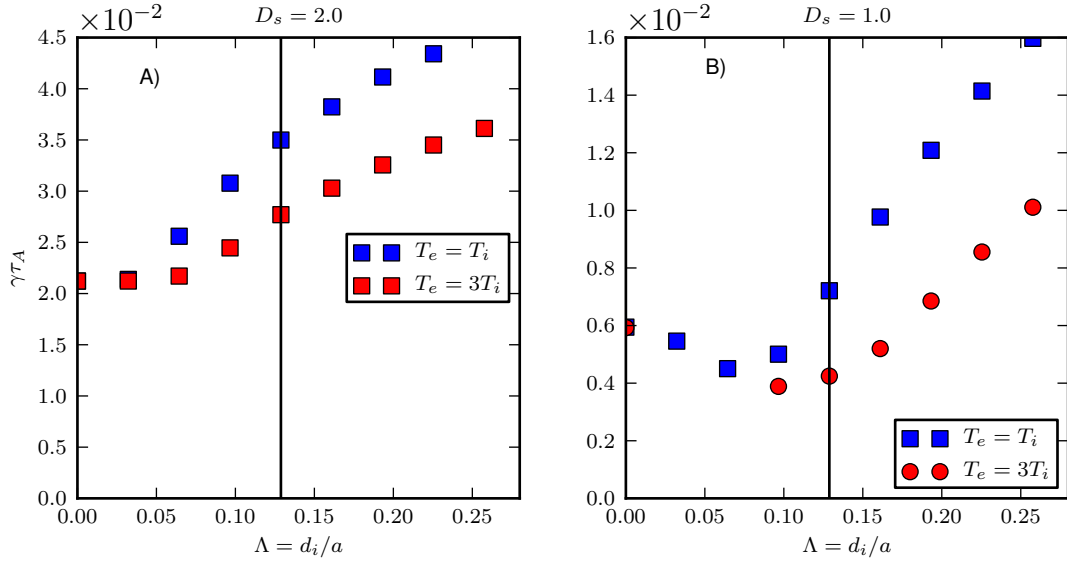 ×10⁻²
D_s = 2.0
A)
4.5
4.0
3.5
3.0
2.5
2.0
1.5
1.0
0.5
0.0
γτ_A
T_e = T_i
T_e = 3T_i
0.00 0.05 0.10 0.15 0.20 0.25
Λ = d_i/a
×10⁻²
D_s = 1.0
B)
1.6
1.4
1.2
1.0
0.8
0.6
0.4
0.2
0.0
T_e = T_i
T_e = 3T_i
0.00 0.05 0.10 0.15 0.20 0.25
Λ = d_i/a